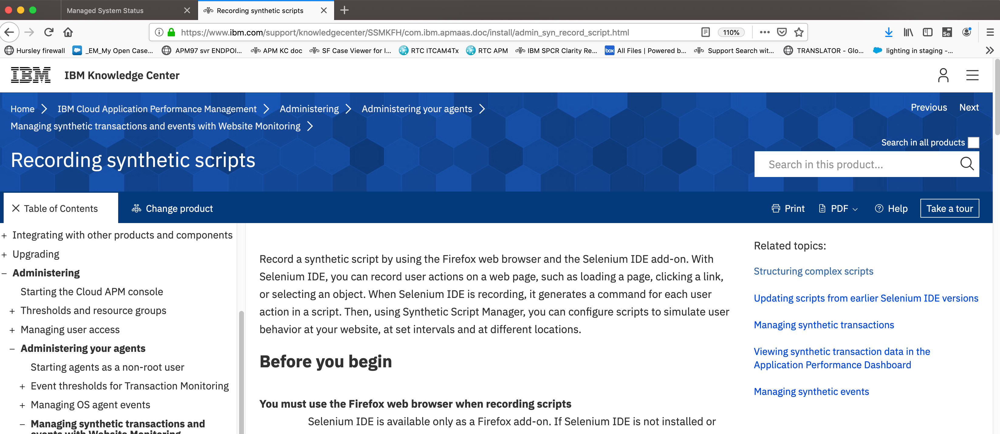 Managed System Status
Recording synthetic scripts
https://www.ibm.com/support/knowledgecenter/SSMKFH/com.ibm.apmaas.doc/install/admin_syn_record_script.html
110%
Se
Hursley firewall
_EM_My Open Case...
APM97 svr ENDPOI...
APM KC doc
SF Case Viewer for I...
RTC ITCAM4Tx
RTC APM
IBM SPCR Clarity Re...
box
All Files | Powered b...
Support Search wit...
TRANSLATOR - Glo...
lighting in staging -...
IBM
IBM Knowledge Center
Home
IBM Cloud Application Performance Management
Administering
Administering your agents
Managing synthetic transactions and events with Website Monitoring
Previous
Next
Search in all products
Recording synthetic scripts
Search in this product...
Table of Contents
Change product
Print
PDF
Help
Take a tour
+ Integrating with other products and components
+ Upgrading
– Administering
Starting the Cloud APM console
+ Thresholds and resource groups
+ Managing user access
– Administering your agents
Starting agents as a non-root user
+ Event thresholds for Transaction Monitoring
+ Managing OS agent events
– Managing synthetic transactions and
events with Website Monitoring
Record a synthetic script by using the Firefox web browser and the Selenium IDE add-on. With
Selenium IDE, you can record user actions on a web page, such as loading a page, clicking a link,
or selecting an object. When Selenium IDE is recording, it generates a command for each user
action in a script. Then, using Synthetic Script Manager, you can configure scripts to simulate user
behavior at your website, at set intervals and at different locations.
Before you begin
You must use the Firefox web browser when recording scripts
Selenium IDE is available only as a Firefox add-on. If Selenium IDE is not installed or
Related topics:
Structuring complex scripts
Updating scripts from earlier Selenium IDE versions
Managing synthetic transactions
Viewing synthetic transaction data in the
Application Performance Dashboard
Managing synthetic events